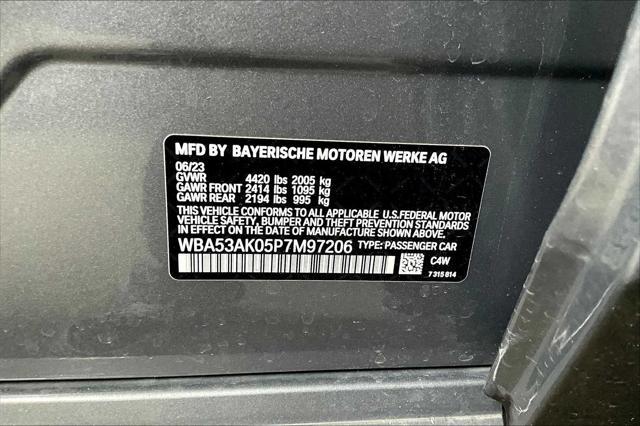 MFD BY BAYERISCHE MOTOREN WERKE AG
06/23
GVWR 4420 lbs 2005 kg
GAWR FRONT 2414 lbs 1095 kg
GAWR REAR 2194 lbs 995 kg
THIS VEHICLE CONFORMS TO ALL APPLICABLE U.S.FEDERAL MOTOR
VEHICLE SAFETY, BUMPER, AND THEFT PREVENTION STANDARDS
IN EFFECT ON THE DATE OF MANUFACTURE SHOWN ABOVE.
WBA53AK05P7M97206 TYPE: PASSENGER CAR
C4W
7 315 814